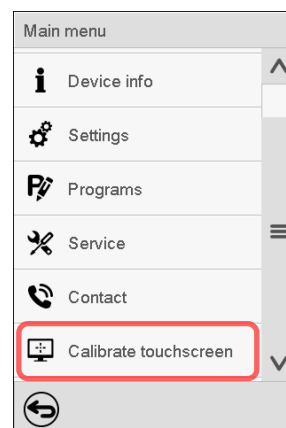 Main menu
Device info
Settings
Programs
Service
Contact
Calibrate touchscreen